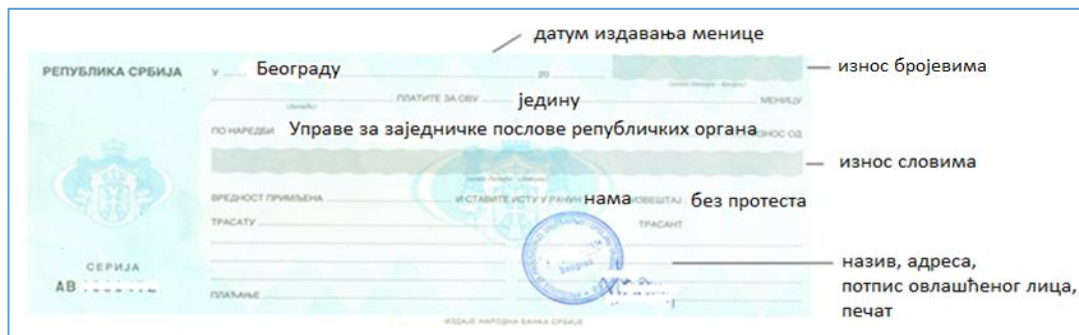 датум издавања менице
РЕПУБЛИКА СРБИЈА У Београду 20 износ бројевима
ПЛАТИТЕ ЗА ОВУ једину МЕНИЦУ
ПО НАРЕДБИ Управе за заједничке послове републичких органа ИЗНОС ОД
износ словима
ВРЕДНОСТ ПРИМЉЕНА И СТАВИТЕ ИСТУ У РАЧУН нама ИЗВЕШТАЈ без протеста
ТРАСАТУ ТРАСАНТ
Београд
СЕРИЈА
АВ
назив, адреса,
потпис овлашћеног лица,
печат
ПЛАЋАЊЕ
ИЗДАЈЕ НАРОДНА БАНКА СРБИЈЕ